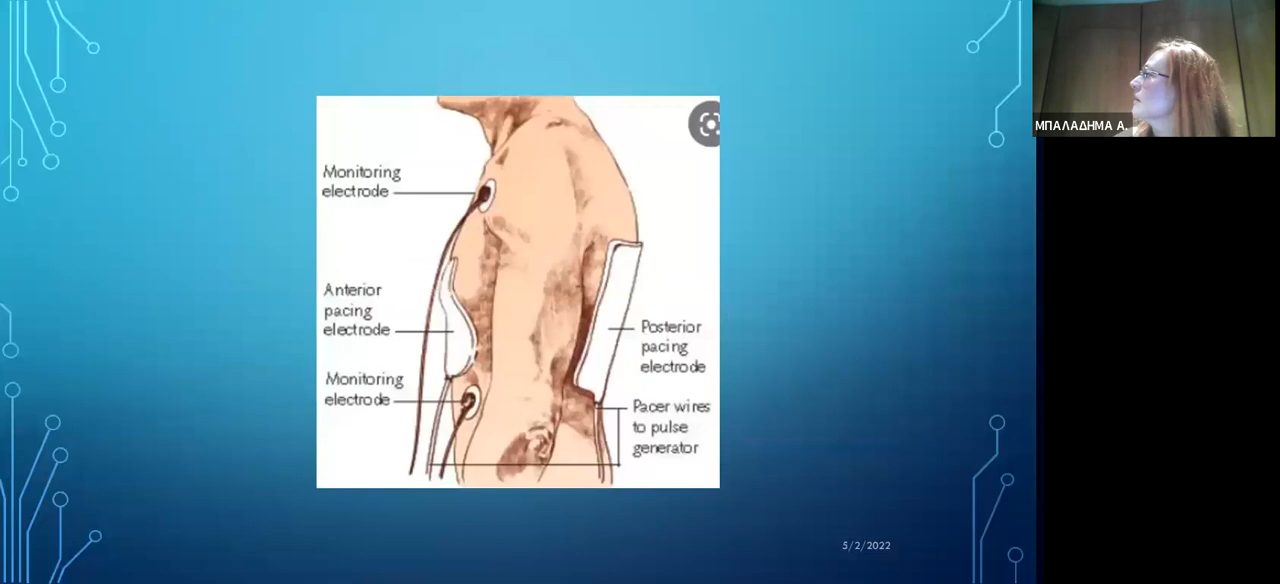 ΜΠΑΛΑΔΗΜΑ Α.
Monitoring
electrode
Anterior
pacing
electrode
Monitoring
electrode
Posterior
pacing
electrode
Pacer wires
to pulse
generator
5/2/2022